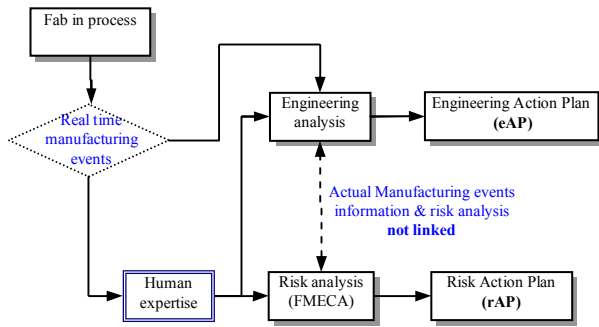 Fab in process
Real time
manufacturing
events
Engineering
analysis
Engineering Action Plan
(eAP)
Actual Manufacturing events
information & risk analysis
not linked
Human
expertise
Risk analysis
(FMECA)
Risk Action Plan
(rAP)